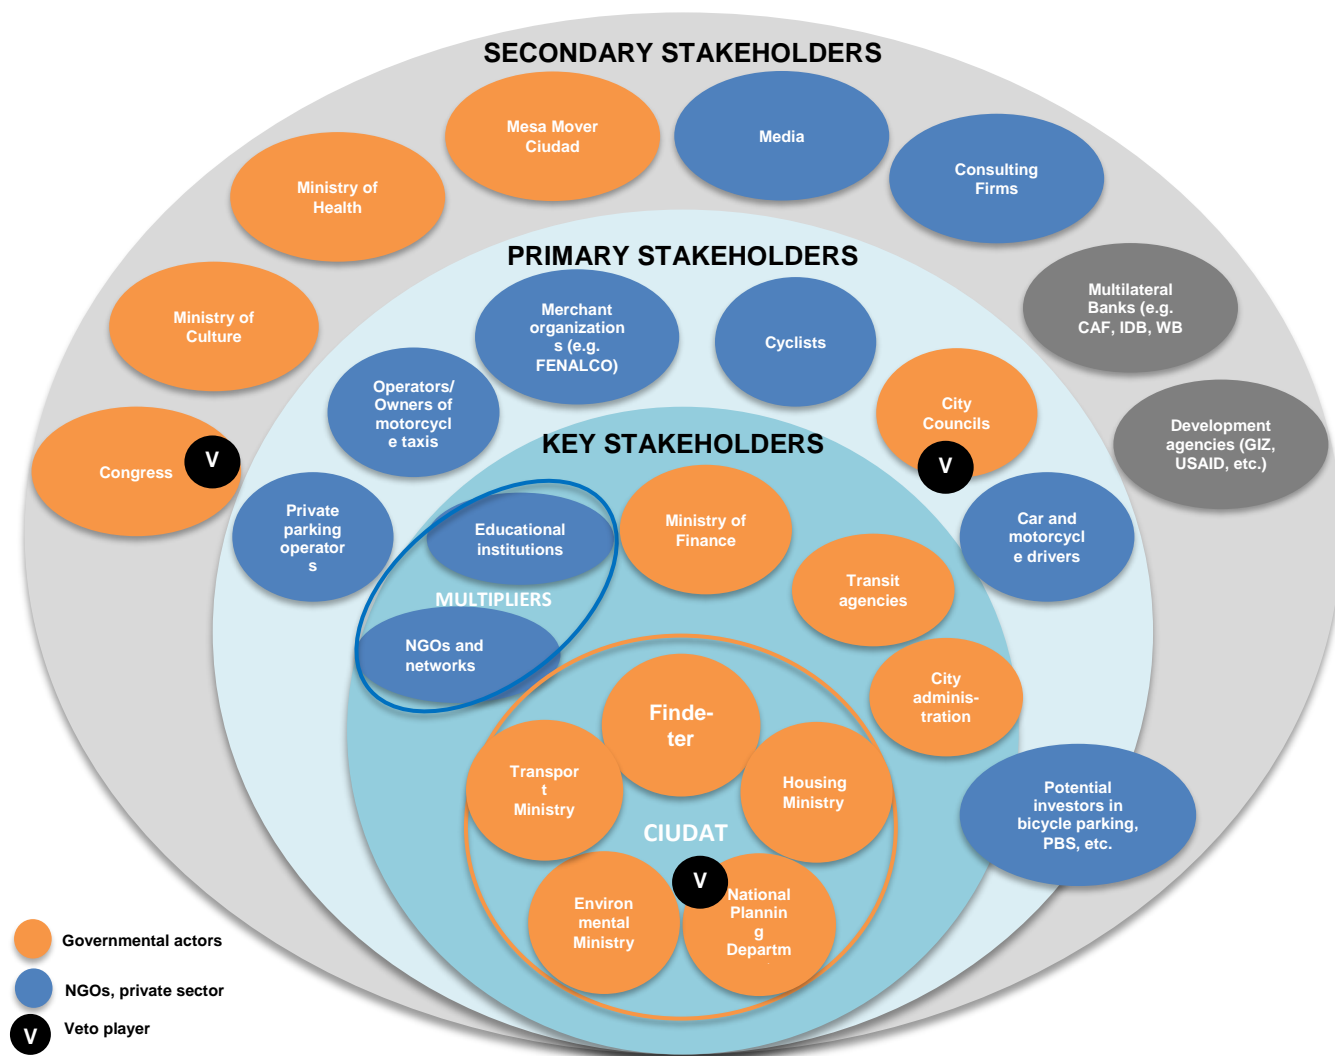 SECONDARY STAKEHOLDERS
Mesa Mover
Ciudad
Media
Consulting
Firms
Ministry of
Health
Ministry of
Culture
Congress
V
Multilateral
Banks (e.g.
CAF, IDB, WB
Development
agencies (GIZ,
USAID, etc.)
PRIMARY STAKEHOLDERS
Merchant
organization
s (e.g.
FENALCO)
Cyclists
Operators/
Owners of
motorcycl
e taxis
City
Councils
V
Private
parking
operator
s
Car and
motorcycl
e drivers
Potential
investors in
bicycle parking,
PBS, etc.
KEY STAKEHOLDERS
Educational
institutions
MULTIPLIERS
NGOs and
networks
Ministry of
Finance
Transit
agencies
City
adminis-
tration
Finde-
ter
Transpor
t
Ministry
Housing
Ministry
CIUDAT
V
Environ
mental
Ministry
National
Plannin
g
Departm
Governmental actors
NGOs, private sector
V
Veto player